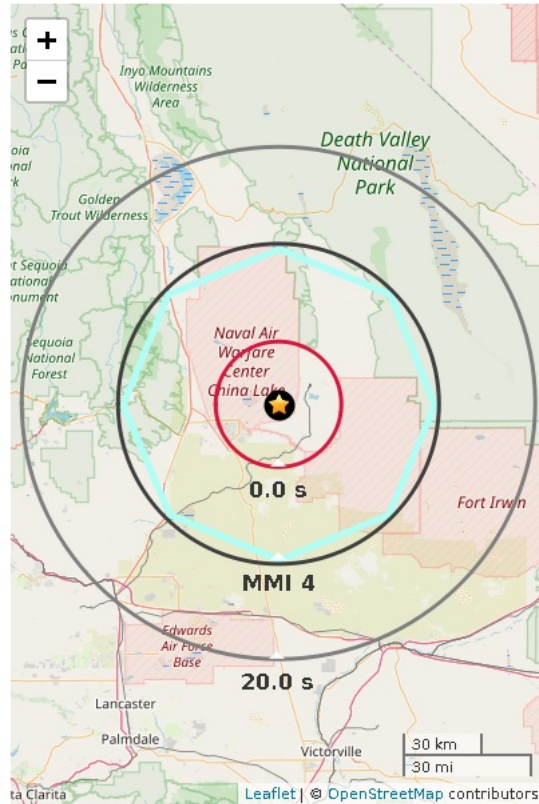 +
−
Inyo Mountains
Wilderness
Area
Death Valley
National
Park
Golden
Trout Wilderness
Sequoia
National
Forest
Naval Air
Warfare
Center
China Lake
0.0 s
Fort Irwin
MMI 4
Edwards
Air Force
Base
20.0 s
Lancaster
Palmdale
Victorville
30 km
30 mi
ta Clarita
Leaflet | © OpenStreetMap contributors